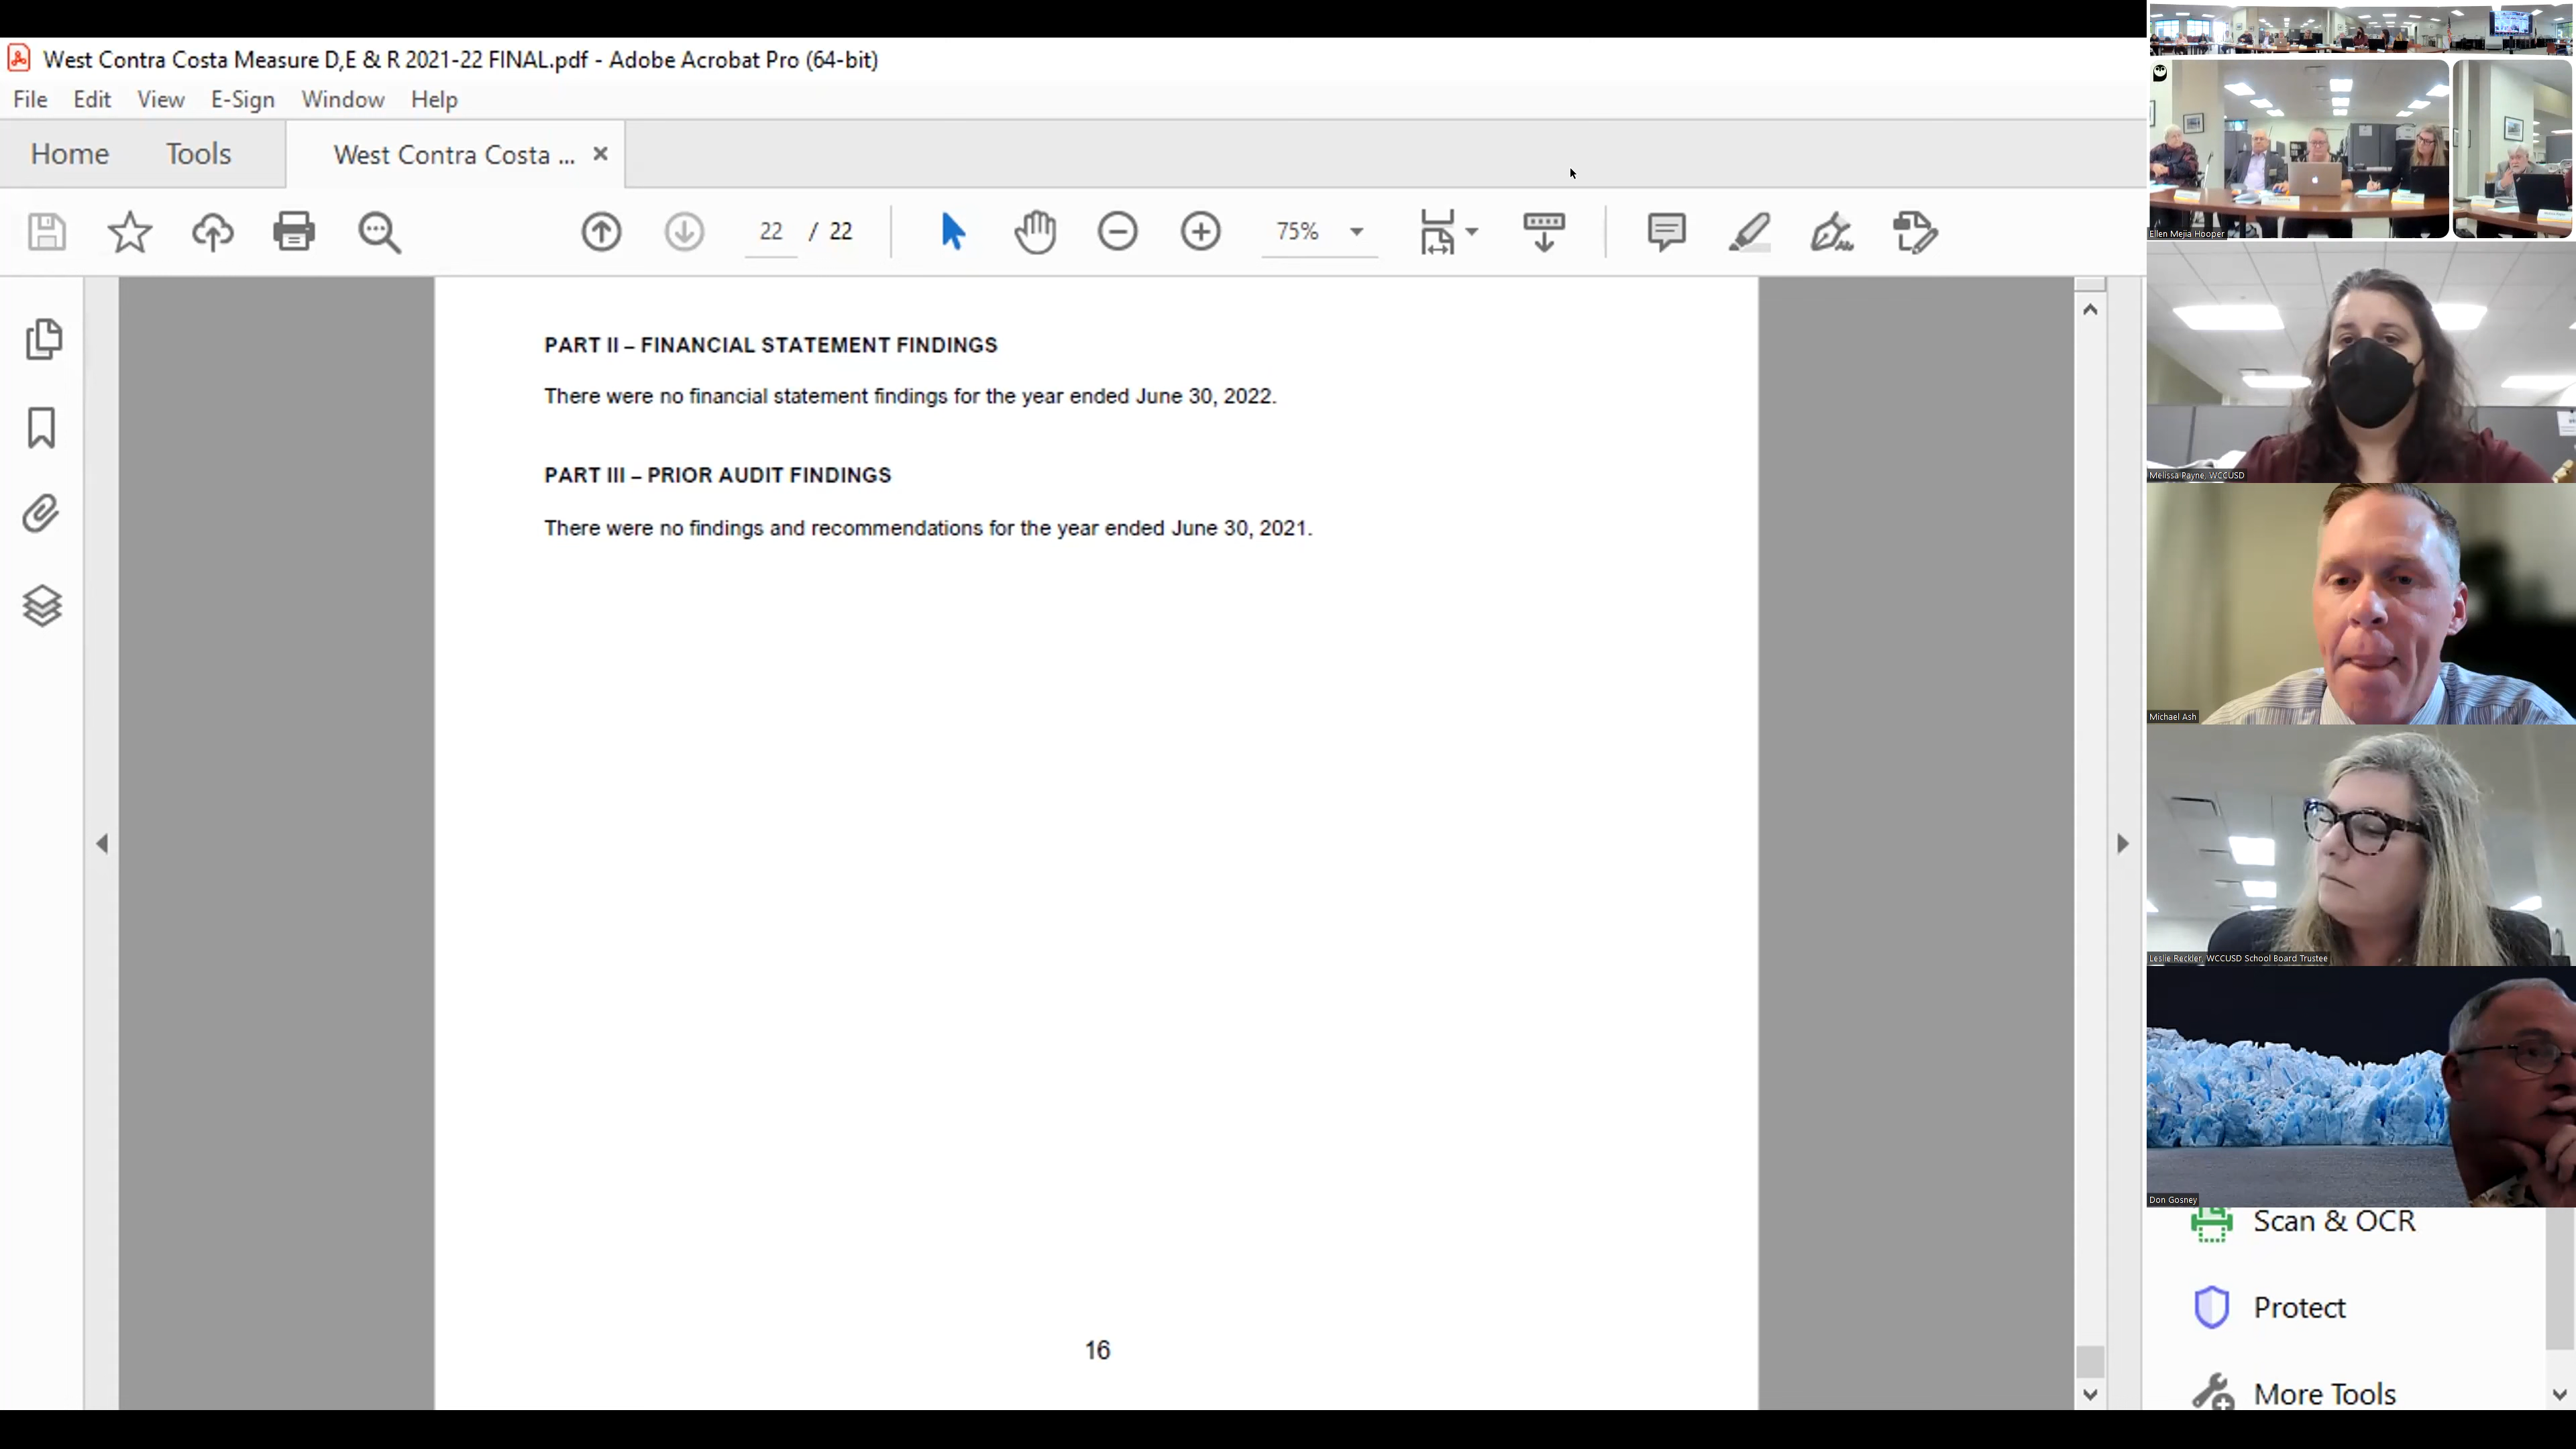 West Contra Costa Measure D,E & R 2021-22 FINAL.pdf - Adobe Acrobat Pro (64-bit)
File Edit View E-Sign Window Help
Home Tools West Contra Costa ...
22 / 22 75%
PART II – FINANCIAL STATEMENT FINDINGS
There were no financial statement findings for the year ended June 30, 2022.
PART III – PRIOR AUDIT FINDINGS
There were no findings and recommendations for the year ended June 30, 2021.
16
Ellen Mejia Hooper
Melissa Payne, WCCUSD
Michael Ash
Leslie Reckler, WCCUSD School Board Trustee
Don Gosney
Scan & OCR
Protect
More Tools